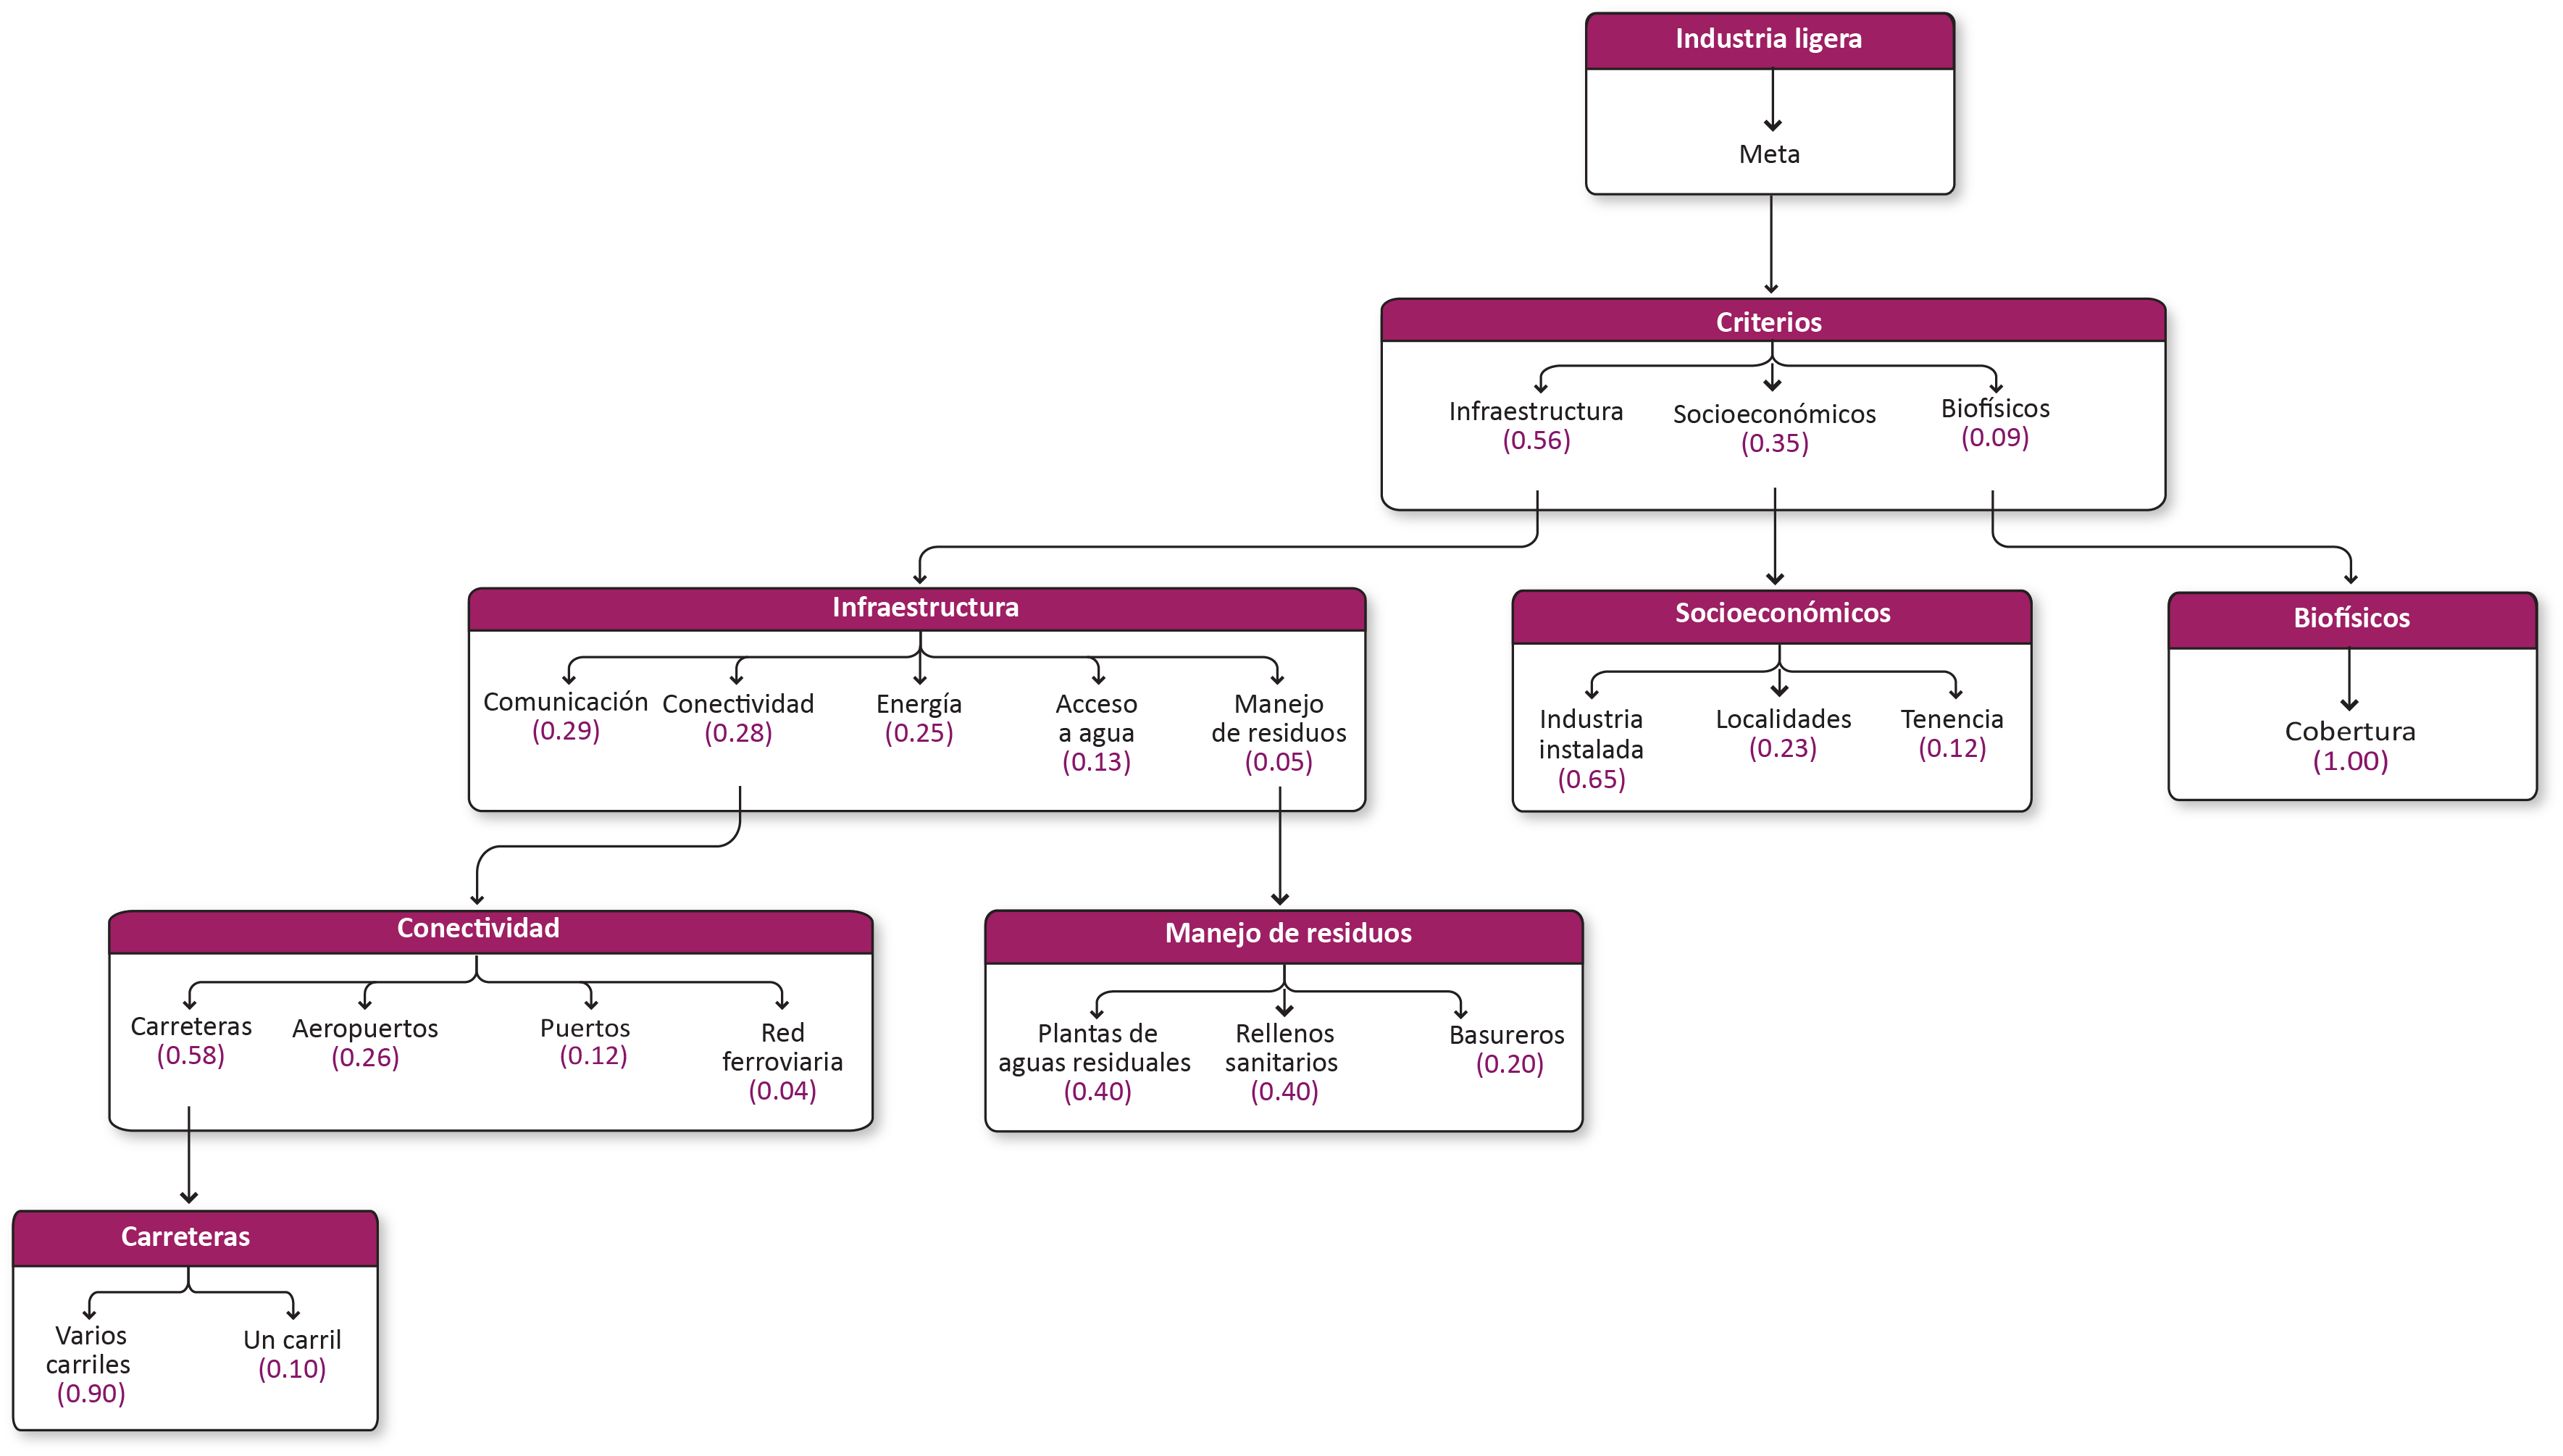 Industria ligera
Meta
Criterios
Infraestructura
(0.56)
Socioeconómicos
(0.35)
Biofísicos
(0.09)
Infraestructura
Comunicación
(0.29)
Conectividad
(0.28)
Energía
(0.25)
Acceso
a agua
(0.13)
Manejo
de residuos
(0.05)
Socioeconómicos
Industria
instalada
(0.65)
Localidades
(0.23)
Tenencia
(0.12)
Biofísicos
Cobertura
(1.00)
Conectividad
Carreteras
(0.58)
Aeropuertos
(0.26)
Puertos
(0.12)
Red
ferroviaria
(0.04)
Manejo de residuos
Plantas de
aguas residuales
(0.40)
Rellenos
sanitarios
(0.40)
Basureros
(0.20)
Carreteras
Varios
carriles
(0.90)
Un carril
(0.10)